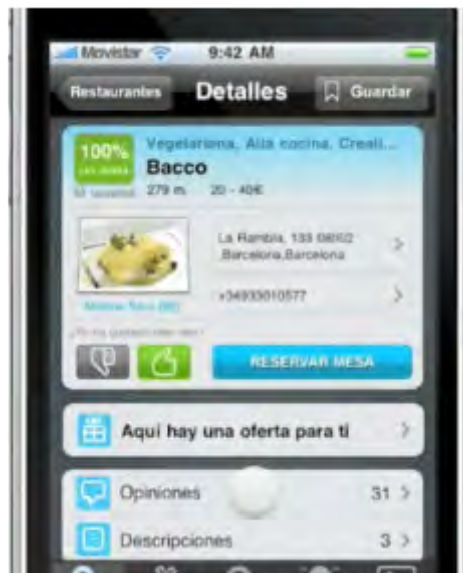 Movistar 9:42 AM
Restaurantes Detalles Guardar
100%
Vegetariana, Alta cocina, Creati...
Bacco
279 m. 20 - 40€
La Rambla, 133 08002
,Barcelona,Barcelona
+34933010577
RESERVAR MESA
Aquí hay una oferta para ti
Opiniones 31
Descripciones 3